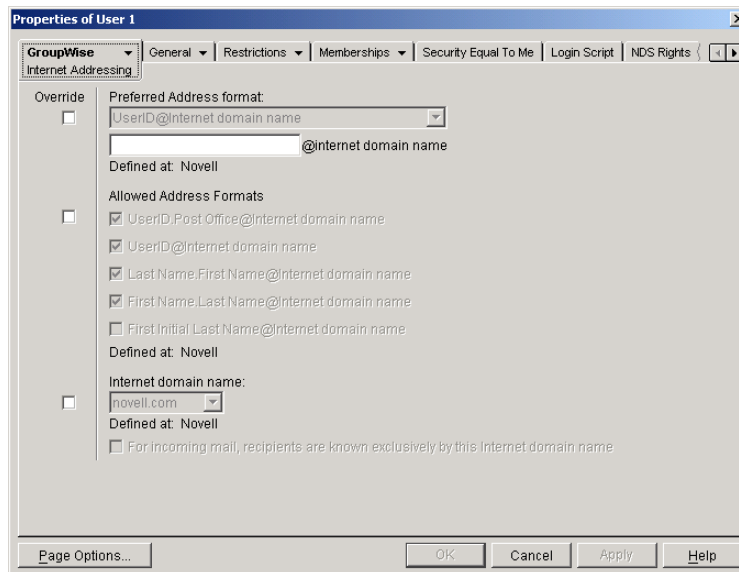 Properties of User 1
GroupWise General Restrictions Memberships Security Equal To Me Login Script NDS Rights
Internet Addressing
Override Preferred Address format:
UserID@Internet domain name
@internet domain name
Defined at: Novell
Allowed Address Formats
UserID.Post Office@Internet domain name
UserID@Internet domain name
Last Name.First Name@Internet domain name
First Name.Last Name@Internet domain name
First Initial Last Name@Internet domain name
Defined at: Novell
Internet domain name:
novell.com
Defined at: Novell
For incoming mail, recipients are known exclusively by this Internet domain name
Page Options... OK Cancel Apply Help